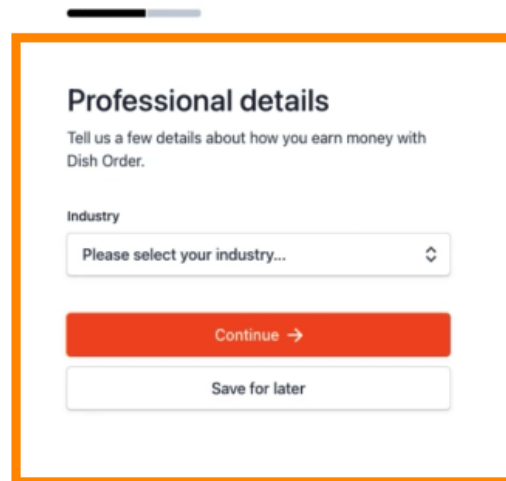 Professional details
Tell us a few details about how you earn money with
Dish Order.
Industry
Please select your industry...
Continue →
Save for later